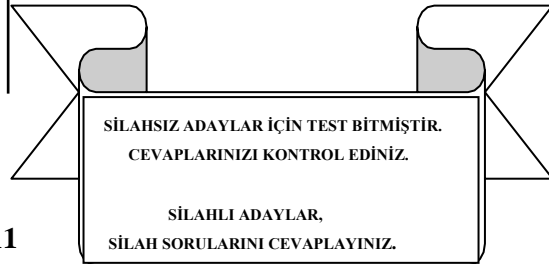 SİLAHSIZ ADAYLAR İÇİN TEST BİTMİŞTİR.
CEVAPLARINIZI KONTROL EDİNİZ.
SİLAHLI ADAYLAR,
SİLAH SORULARINI CEVAPLAYINIZ.